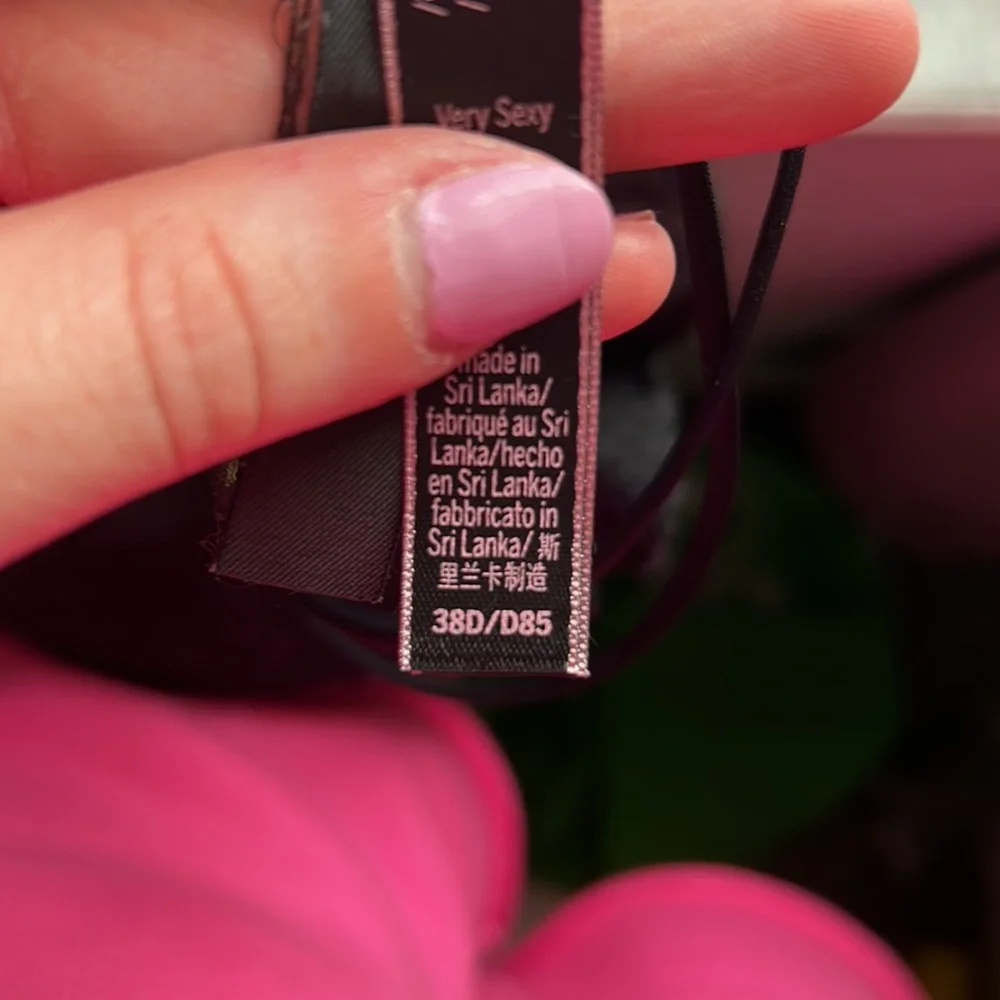 Very Sexy
made in
Sri Lanka/
fabriqué au Sri
Lanka/hecho
en Sri Lanka/
fabbricato in
Sri Lanka/ 斯
里兰卡制造
38D/D85